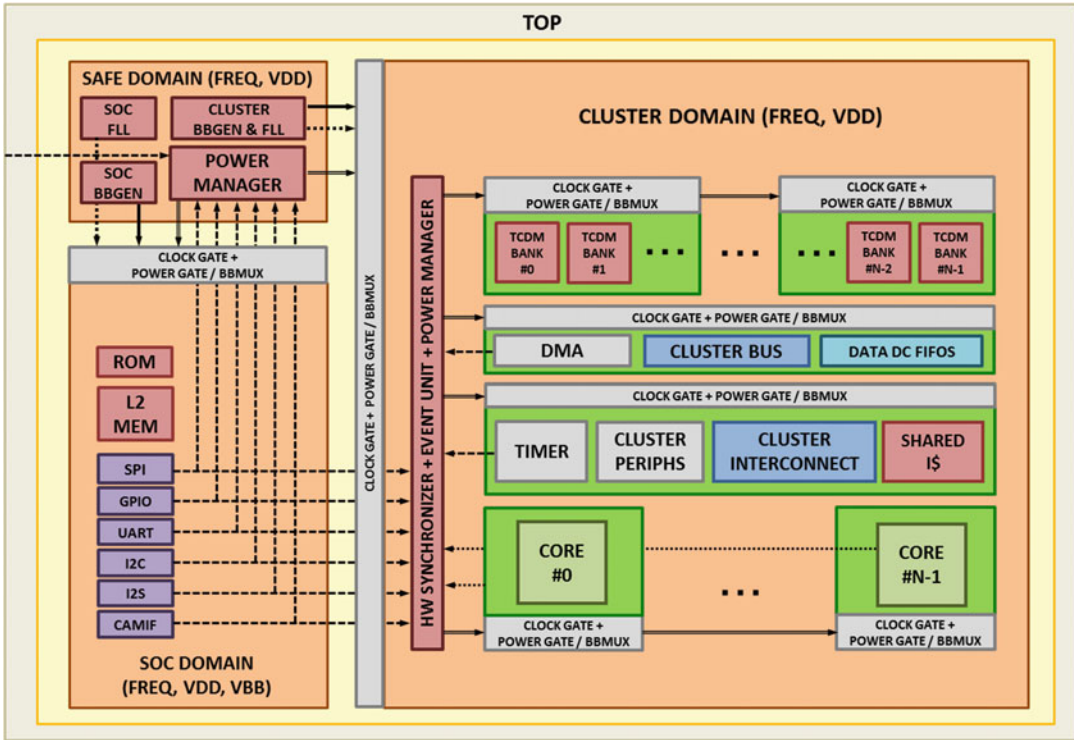 TOP
SAFE DOMAIN (FREQ, VDD)
SOC
FLL
CLUSTER
BBGEN & FLL
SOC
BBGEN
POWER
MANAGER
CLOCK GATE +
POWER GATE / BBMUX
ROM
L2
MEM
SPI
GPIO
UART
I2C
I2S
CAMIF
SOC DOMAIN
(FREQ, VDD, VBB)
CLOCK GATE + POWER GATE / BBMUX
CLUSTER DOMAIN (FREQ, VDD)
HW SYNCHRONIZER + EVENT UNIT + POWER MANAGER
CLOCK GATE +
POWER GATE / BBMUX
TCDM
BANK
#0
TCDM
BANK
#1
CLOCK GATE +
POWER GATE / BBMUX
TCDM
BANK
#N-2
TCDM
BANK
#N-1
CLOCK GATE + POWER GATE / BBMUX
DMA
CLUSTER BUS
DATA DC FIFOS
CLOCK GATE + POWER GATE / BBMUX
TIMER
CLUSTER
PERIPHS
CLUSTER
INTERCONNECT
SHARED
I$
CORE
#0
CLOCK GATE +
POWER GATE / BBMUX
CORE
#N-1
CLOCK GATE +
POWER GATE / BBMUX